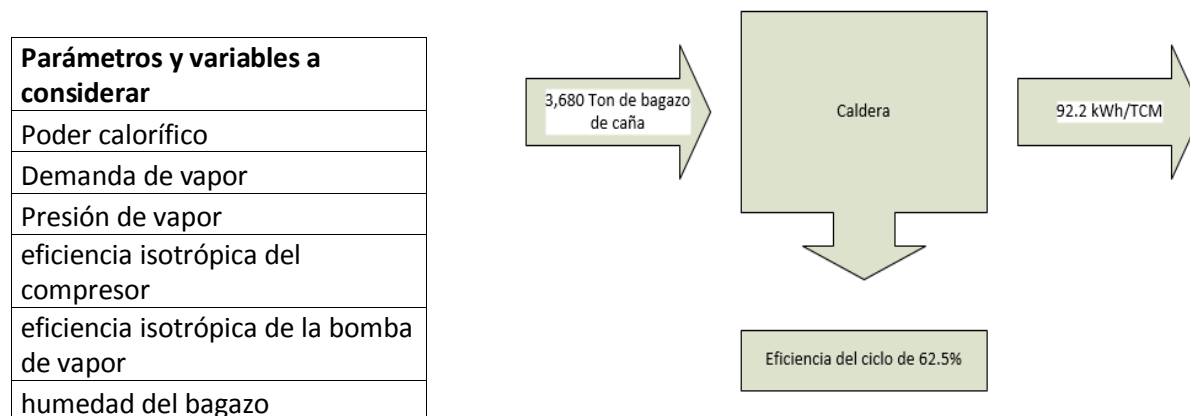 Parámetros y variables a
considerar
Poder calorífico
Demanda de vapor
Presión de vapor
eficiencia isotrópica del
compresor
eficiencia isotrópica de la bomba
de vapor
humedad del bagazo
3,680 Ton de bagazo
de caña
Caldera
92.2 kWh/TCM
Eficiencia del ciclo de 62.5%